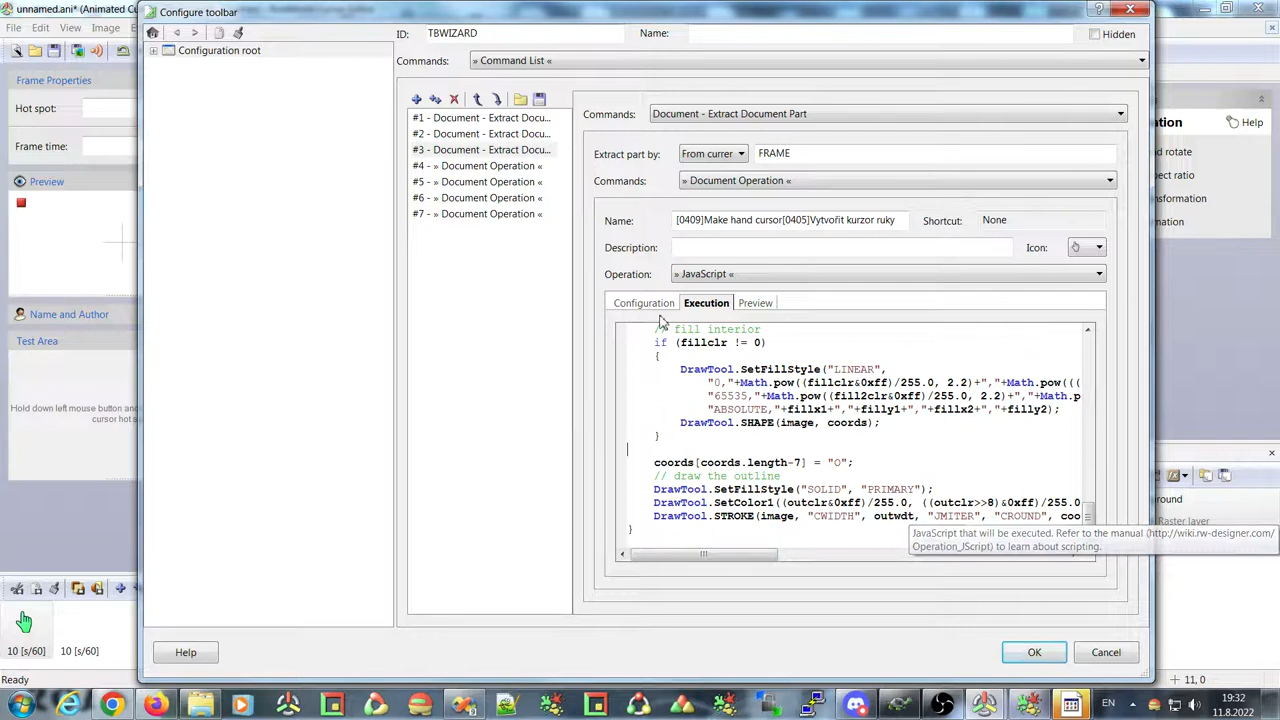 unnamed.ani* (Animated Cu
Configure toolbar
File Edit View Image
ID: TBWIZARD Name: Hidden
Configuration root
Commands: » Command List «
Frame Properties
Hot spot:
Frame time:
Preview
Name and Author
Test Area
Hold down left mouse button and
cursor hot s
#1 - Document - Extract Docu...
#2 - Document - Extract Docu...
#3 - Document - Extract Docu...
#4 - » Document Operation «
#5 - » Document Operation «
#6 - » Document Operation «
#7 - » Document Operation «
Commands: Document - Extract Document Part
Extract part by: From currer FRAME
Commands: » Document Operation «
Name: [0409]Make hand cursor[0405]Vytvořit kurzor ruky Shortcut: None
Description: Icon:
Operation: » JavaScript «
Configuration Execution Preview
// fill interior
if (fillclr != 0)
{
DrawTool.SetFillStyle("LINEAR",
"0,"+Math.pow((fillclr&0xff)/255.0, 2.2)+","+Math.pow(((
"65535,"+Math.pow((fill2clr&0xff)/255.0, 2.2)+","+Math.p
"ABSOLUTE,"+fillx1+","+filly1+","+fillx2+","+filly2);
DrawTool.SHAPE(image, coords);
}
coords[coords.length-7] = "O";
// draw the outline
DrawTool.SetFillStyle("SOLID", "PRIMARY");
DrawTool.SetColor1((outclr&0xff)/255.0, ((outclr>>8)&0xff)/255.0
DrawTool.STROKE(image, "CWIDTH", outwdt, "JMITER", "CROUND", coo
}
JavaScript that will be executed. Refer to the manual (http://wiki.rw-designer.com/
Operation_JScript) to learn about scripting.
ation Help
nd rotate
pect ratio
nsformation
ys
round
Raster layer
10 [s/60] 10 [s/60]
Help OK Cancel
Ready 11, 0
EN 19:32
11.8.2022